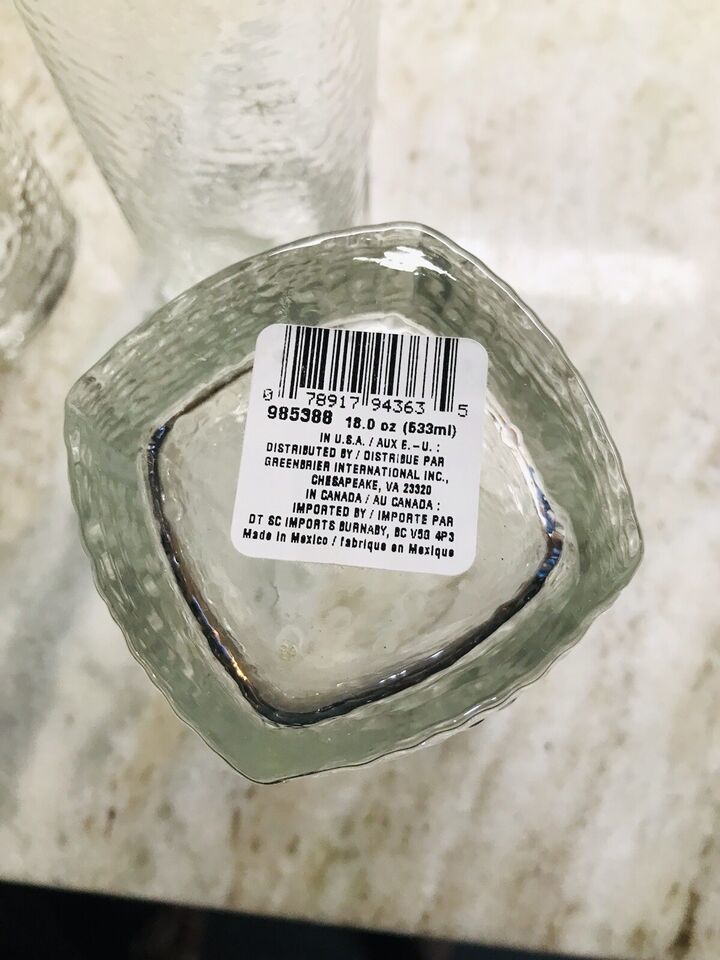 0 78917 94363 5
985388 18.0 oz (533ml)
IN U.S.A. / AUX E.-U. :
DISTRIBUTED BY / DISTRIBUE PAR
GREENBRIER INTERNATIONAL INC.,
CHESAPEAKE, VA 23320
IN CANADA / AU CANADA :
IMPORTED BY / IMPORTE PAR
DT SC IMPORTS BURNABY, BC V5G 4P3
Made in Mexico / fabrique en Mexique